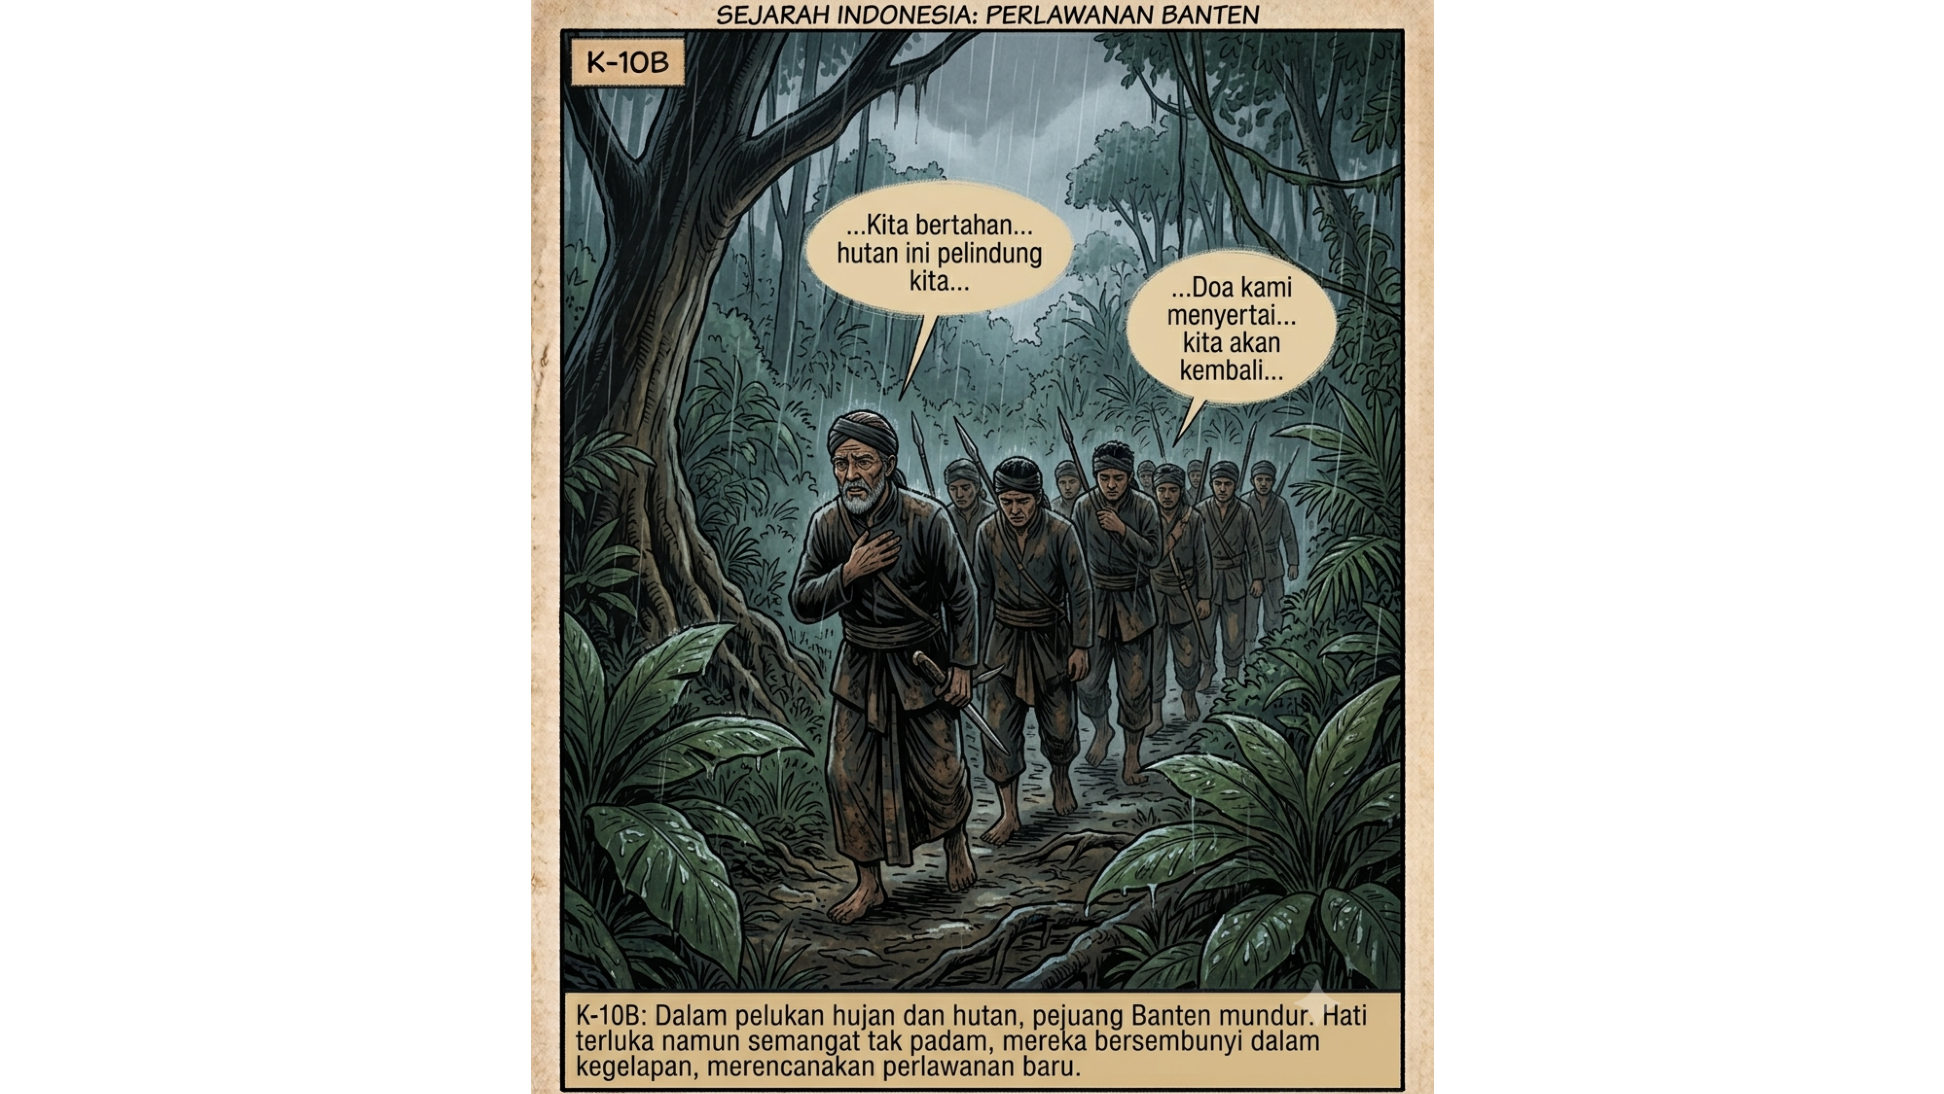 SEJARAH INDONESIA: PERLAWANAN BANTEN
K-10B
...Kita bertahan...
hutan ini pelindung
kita...
...Doa kami
menyertai...
kita akan
kembali...
K-10B: Dalam pelukan hujan dan hutan, pejuang Banten mundur. Hati
terluka namun semangat tak padam, mereka bersembunyi dalam
kegelapan, merencanakan perlawanan baru.